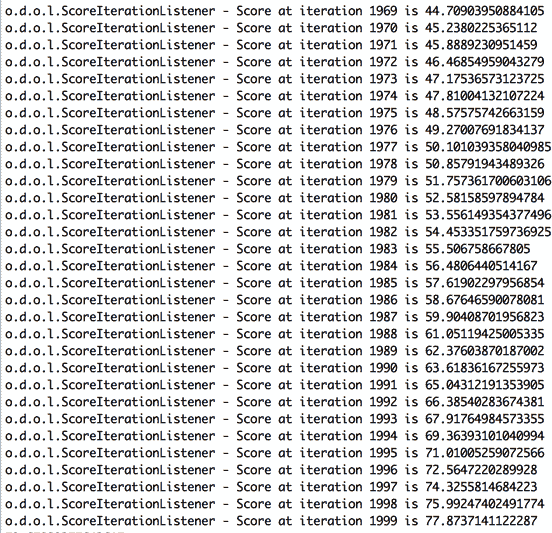 o.d.o.l.ScoreIterationListener - Score at iteration 1969 is 44.70903950884105
o.d.o.l.ScoreIterationListener - Score at iteration 1970 is 45.2380225365112
o.d.o.l.ScoreIterationListener - Score at iteration 1971 is 45.8889230951459
o.d.o.l.ScoreIterationListener - Score at iteration 1972 is 46.46854959043279
o.d.o.l.ScoreIterationListener - Score at iteration 1973 is 47.17536573123725
o.d.o.l.ScoreIterationListener - Score at iteration 1974 is 47.81004132107224
o.d.o.l.ScoreIterationListener - Score at iteration 1975 is 48.57575742663159
o.d.o.l.ScoreIterationListener - Score at iteration 1976 is 49.27007691834137
o.d.o.l.ScoreIterationListener - Score at iteration 1977 is 50.101039358040985
o.d.o.l.ScoreIterationListener - Score at iteration 1978 is 50.85791943489326
o.d.o.l.ScoreIterationListener - Score at iteration 1979 is 51.757361700603106
o.d.o.l.ScoreIterationListener - Score at iteration 1980 is 52.58158597894784
o.d.o.l.ScoreIterationListener - Score at iteration 1981 is 53.556149354377496
o.d.o.l.ScoreIterationListener - Score at iteration 1982 is 54.453351759736925
o.d.o.l.ScoreIterationListener - Score at iteration 1983 is 55.506758667805
o.d.o.l.ScoreIterationListener - Score at iteration 1984 is 56.4806440514167
o.d.o.l.ScoreIterationListener - Score at iteration 1985 is 57.61902297956854
o.d.o.l.ScoreIterationListener - Score at iteration 1986 is 58.67646590078081
o.d.o.l.ScoreIterationListener - Score at iteration 1987 is 59.90408701956823
o.d.o.l.ScoreIterationListener - Score at iteration 1988 is 61.05119425005335
o.d.o.l.ScoreIterationListener - Score at iteration 1989 is 62.37603870187002
o.d.o.l.ScoreIterationListener - Score at iteration 1990 is 63.61836167255973
o.d.o.l.ScoreIterationListener - Score at iteration 1991 is 65.04312191353905
o.d.o.l.ScoreIterationListener - Score at iteration 1992 is 66.38540283674381
o.d.o.l.ScoreIterationListener - Score at iteration 1993 is 67.91764984573355
o.d.o.l.ScoreIterationListener - Score at iteration 1994 is 69.36393101040994
o.d.o.l.ScoreIterationListener - Score at iteration 1995 is 71.01005259072566
o.d.o.l.ScoreIterationListener - Score at iteration 1996 is 72.5647220289928
o.d.o.l.ScoreIterationListener - Score at iteration 1997 is 74.3255814684223
o.d.o.l.ScoreIterationListener - Score at iteration 1998 is 75.99247402491774
o.d.o.l.ScoreIterationListener - Score at iteration 1999 is 77.8737141122287